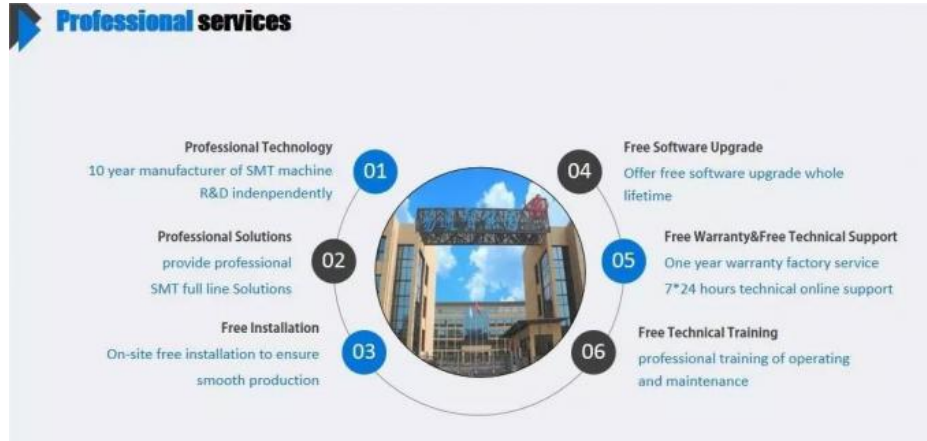 Professional services
Professional Technology
10 year manufacturer of SMT machine
R&D indenpendently
01
Professional Solutions
provide professional
SMT full line Solutions
02
Free Installation
On-site free installation to ensure
smooth production
03
04
Free Software Upgrade
Offer free software upgrade whole
lifetime
05
Free Warranty&Free Technical Support
One year warranty factory service
7*24 hours technical online support
06
Free Technical Training
professional training of operating
and maintenance